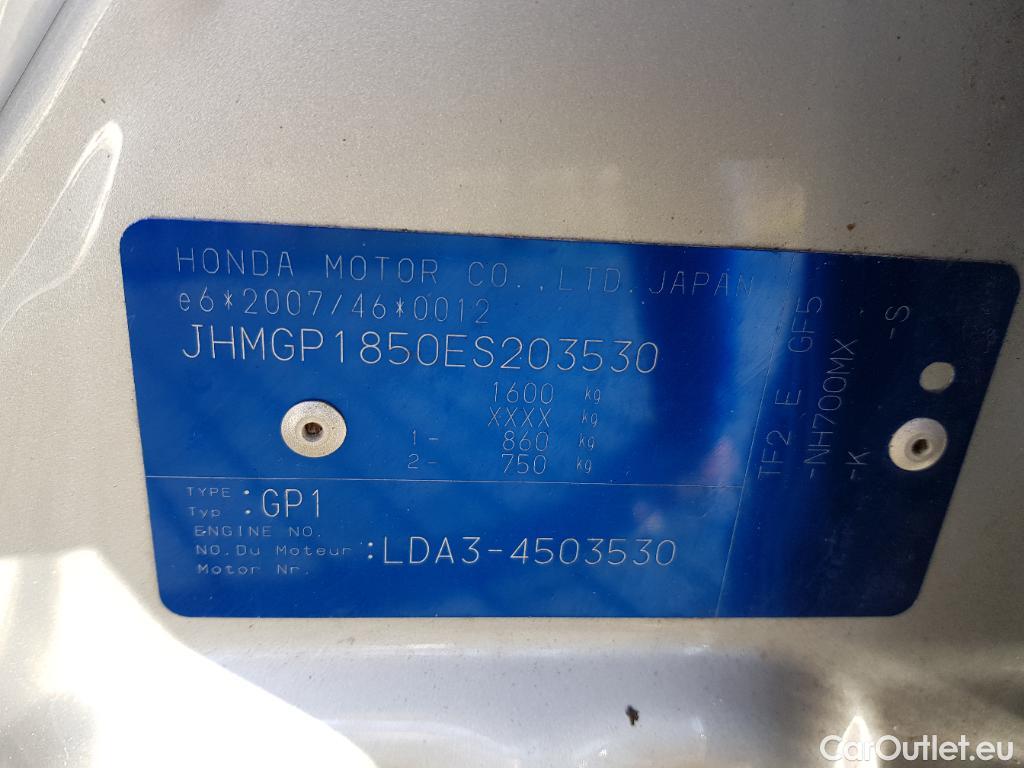 HONDA MOTOR CO., LTD. JAPAN
e6*2007/46*0012
JHMGP1850ES203530
1600 kg
XXXX kg
1- 860 kg
2- 750 kg
TYPE
Typ :GP1
ENGINE NO.
NO.Du Moteur :LDA3-4503530
Motor Nr.
TF2 E GF5
-NH700MX
-K -S
CarOutlet.eu